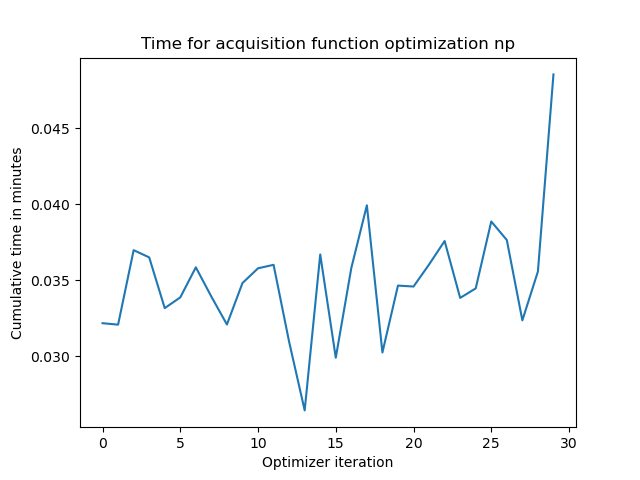 Time for acquisition function optimization np
Cumulative time in minutes
0.045
0.040
0.035
0.030
0 5 10 15 20 25 30
Optimizer iteration